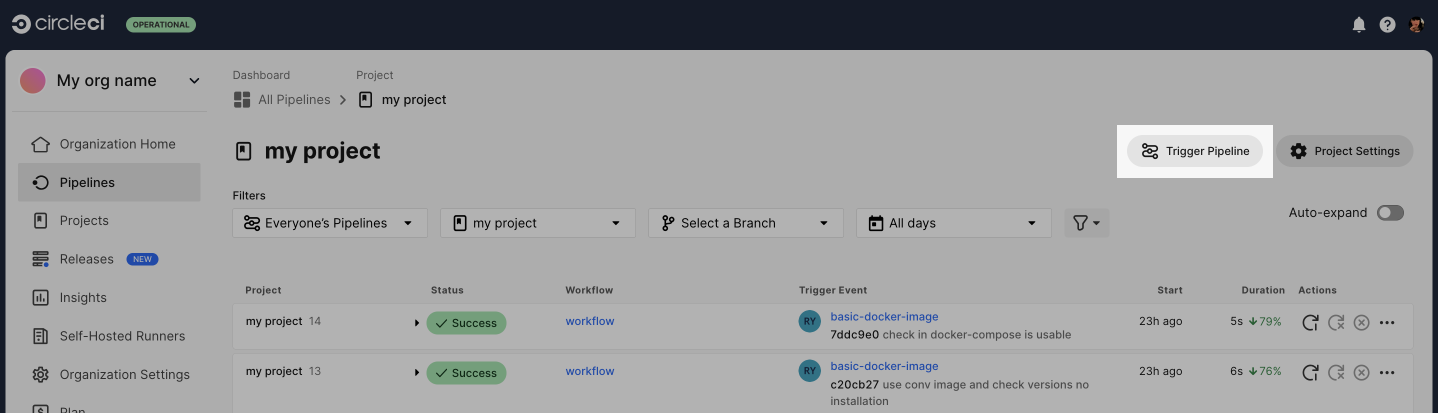 circleci OPERATIONAL
My org name
Dashboard Project
All Pipelines my project
Organization Home
Pipelines
Projects
Releases NEW
Insights
Self-Hosted Runners
Organization Settings
Plan
my project
Trigger Pipeline Project Settings
Filters
Everyone's Pipelines my project Select a Branch All days
Auto-expand
Project Status Workflow Trigger Event Start Duration Actions
my project 14 Success workflow RY basic-docker-image 23h ago 5s 79%
7ddc9e0 check in docker-compose is usable
my project 13 Success workflow RY basic-docker-image 23h ago 6s 76%
c20cb27 use conv image and check versions no
installation